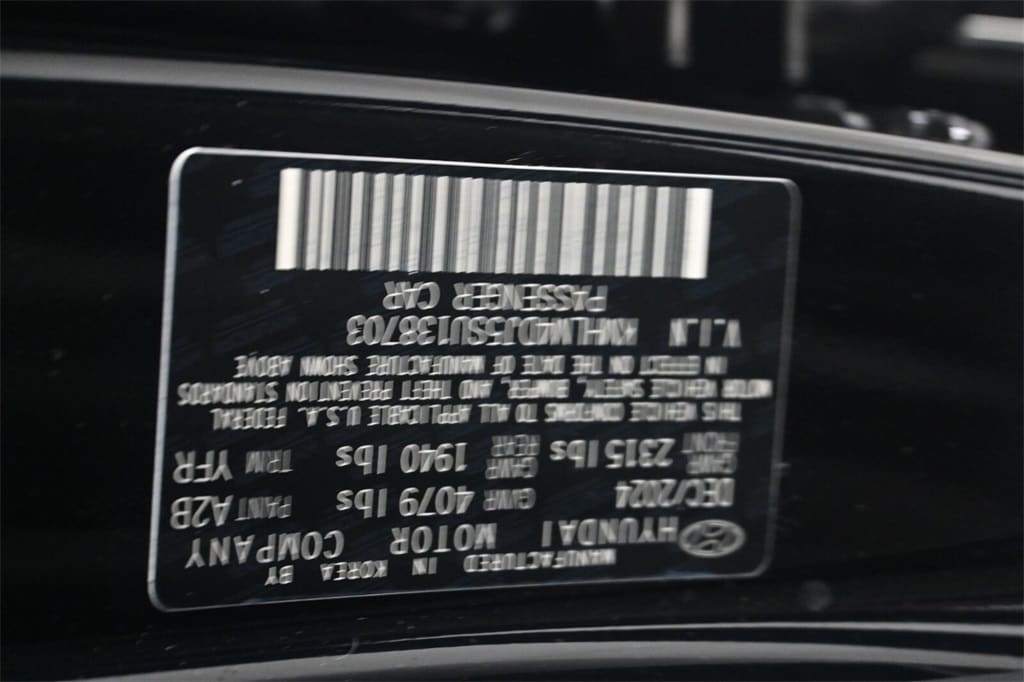 MANUFACTURED IN KOREA BY
HYUNDAI MOTOR COMPANY
DEC/2024 GVWR 4079 lbs PAINT A2B
GAWR FRONT 2315 lbs GAWR REAR 1940 lbs TRM YFR
THIS VEHICLE CONFORMS TO ALL APPLICABLE U.S.A. FEDERAL
MOTOR VEHICLE SAFETY, BUMPER, AND THEFT PREVENTION STANDARDS
IN EFFECT ON THE DATE OF MANUFACTURE SHOWN ABOVE
V.I.N KMHLM4DJ5SU138703
PASSENGER CAR